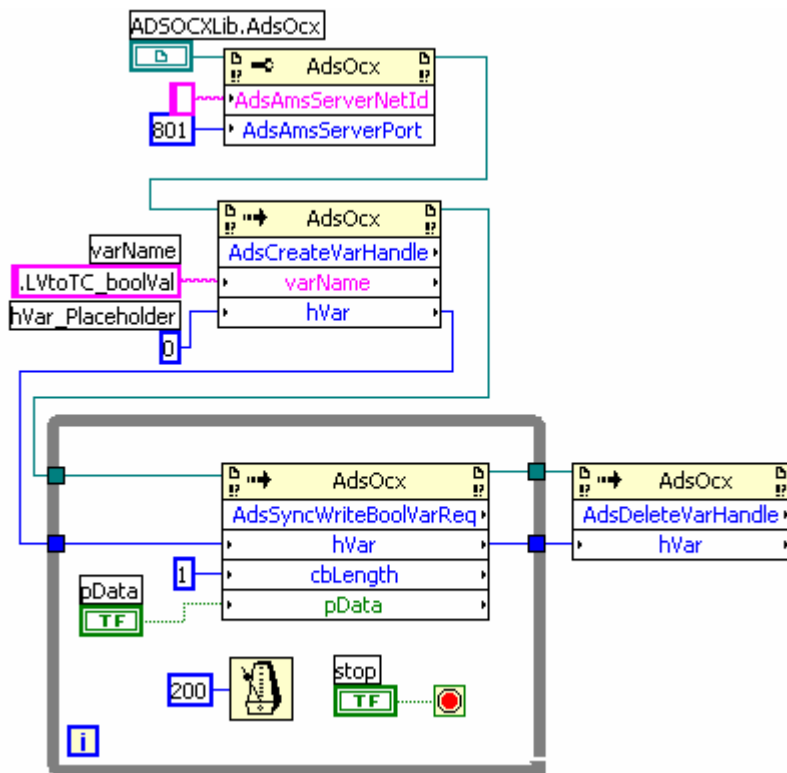 ADSOCXLib.AdsOcx
AdsOcx
AdsAmsServerNetId
801
AdsAmsServerPort
AdsOcx
varName
AdsCreateVarHandle
.LVtoTC_boolVal
varName
hVar_Placeholder
hVar
0
AdsOcx
AdsOcx
AdsSyncWriteBoolVarReq
AdsDeleteVarHandle
hVar
hVar
1
cbLength
pData
pData
TF
200
stop
TF
i